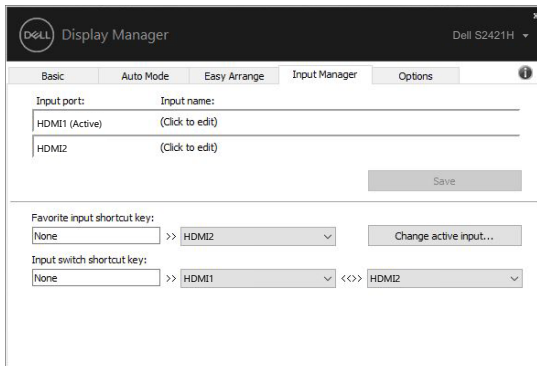 DELL Display Manager Dell S2421H
Basic Auto Mode Easy Arrange Input Manager Options
Input port: Input name:
HDMI1 (Active) (Click to edit)
HDMI2 (Click to edit)
Save
Favorite input shortcut key:
None >> HDMI2 Change active input...
Input switch shortcut key:
None >> HDMI1 <<>> HDMI2